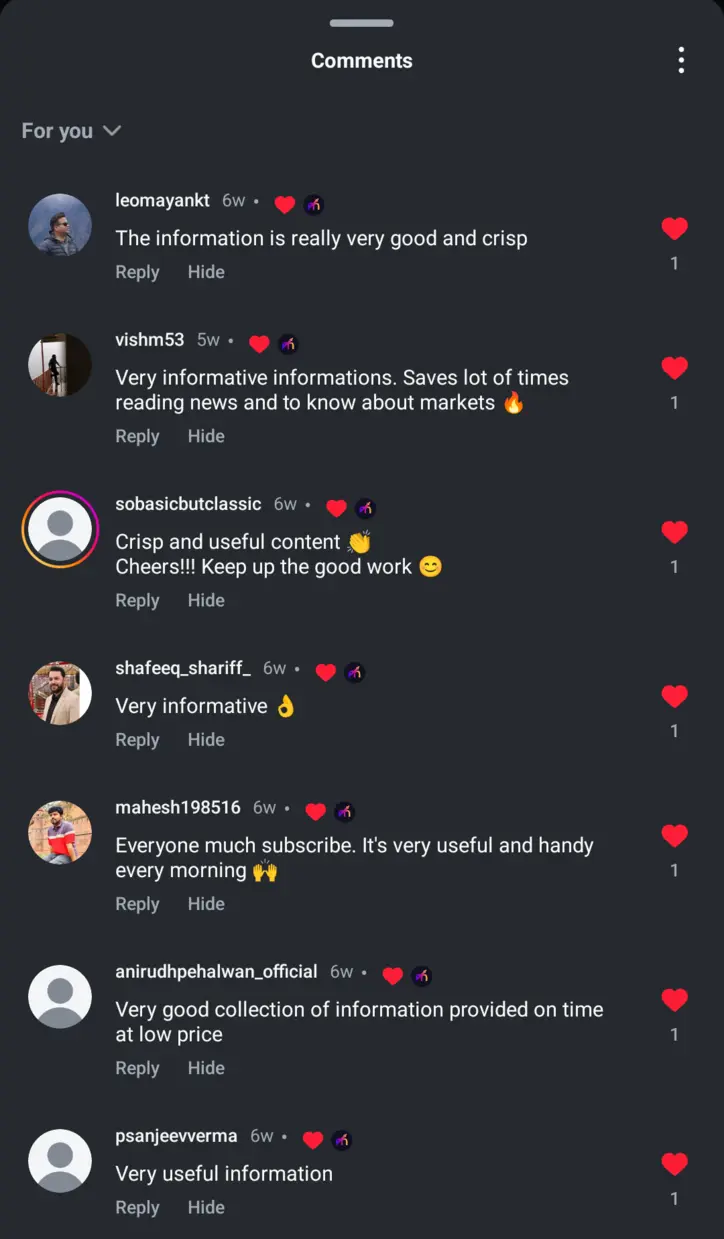 Comments
For you
leomayankt 6w •
The information is really very good and crisp
1
Reply Hide
vishm53 5w •
Very informative informations. Saves lot of times
reading news and to know about markets 🔥
1
Reply Hide
sobasicbutclassic 6w •
Crisp and useful content 👏
Cheers!!! Keep up the good work 😊
1
Reply Hide
shafeeq_shariff_ 6w •
Very informative 👌
1
Reply Hide
mahesh198516 6w •
Everyone much subscribe. It's very useful and handy
every morning 🙌
1
Reply Hide
anirudhpehalwan_official 6w •
Very good collection of information provided on time
at low price
1
Reply Hide
psanjeevverma 6w •
Very useful information
1
Reply Hide